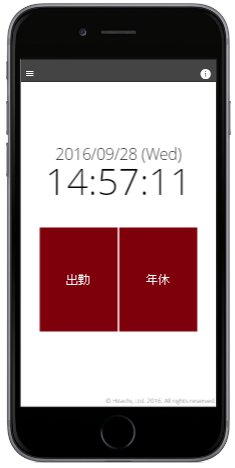 2016/09/28 (Wed)
14:57:11
出勤 年休
© Hitachi, Ltd. 2016. All rights reserved.